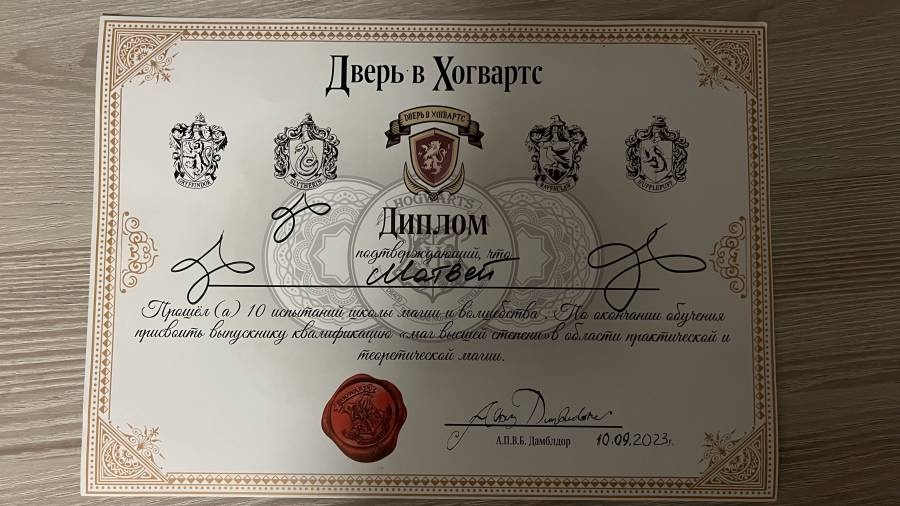 Дверь в Хогвартс
ДВЕРЬ В ХОГВАРТС
GRYFFINDOR
SLYTHERIN
RAVENCLAW
HUFFLEPUFF
HOGWARTS
Диплом
подтверждающий, что
Матвей
Прошёл (а) 10 испытаний школы магии и волшебства . По окончании обучения
присвоить выпускнику квалификацию «маг высшей степени» в области практической и
теоретической магии.
HOGWARTS
А.П.В.Б. Дамблдор 10.09.2023г.